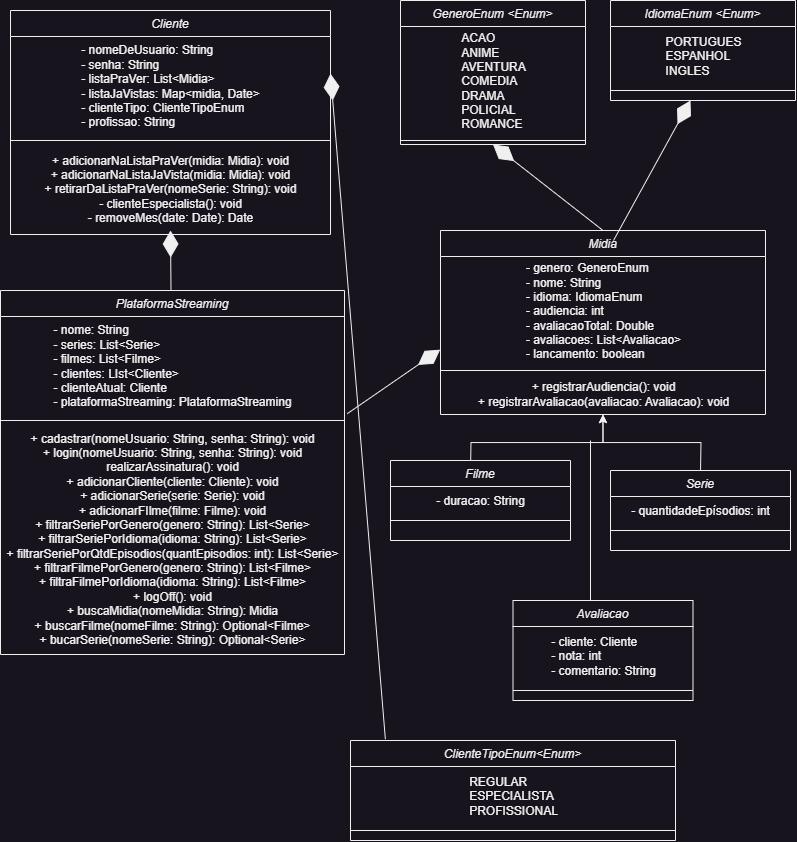 Cliente
- nomeDeUsuario: String
- senha: String
- listaPraVer: List<Midia>
- listaJaVistas: Map<midia, Date>
- clienteTipo: ClienteTipoEnum
- profissao: String
+ adicionarNaListaPraVer(midia: Midia): void
+ adicionarNaListaJaVista(midia: Midia): void
+ retirarDaListaPraVer(nomeSerie: String): void
- clienteEspecialista(): void
- removeMes(date: Date): Date
GeneroEnum <Enum>
ACAO
ANIME
AVENTURA
COMEDIA
DRAMA
POLICIAL
ROMANCE
IdiomaEnum <Enum>
PORTUGUES
ESPANHOL
INGLES
Midia
- genero: GeneroEnum
- nome: String
- idioma: IdiomaEnum
- audiencia: int
- avaliacaoTotal: Double
- avaliacoes: List<Avaliacao>
- lancamento: boolean
+ registrarAudiencia(): void
+ registrarAvaliacao(avaliacao: Avaliacao): void
PlataformaStreaming
- nome: String
- series: List<Serie>
- filmes: List<Filme>
- clientes: LIst<Cliente>
- clienteAtual: Cliente
- plataformaStreaming: PlataformaStreaming
+ cadastrar(nomeUsuario: String, senha: String): void
+ login(nomeUsuario: String, senha: String): void
realizarAssinatura(): void
+ adicionarCliente(cliente: Cliente): void
+ adicionarSerie(serie: Serie): void
+ adicionarFIlme(filme: Filme): void
+ filtrarSeriePorGenero(genero: String): List<Serie>
+ filtrarSeriePorIdioma(idioma: String): List<Serie>
+ filtrarSeriePorQtdEpisodios(quantEpisodios: int): List<Serie>
+ filtrarFilmePorGenero(genero: String): List<Filme>
+ filtraFilmePorIdioma(idioma: String): List<Filme>
+ logOff(): void
+ buscaMidia(nomeMidia: String): Midia
+ buscarFilme(nomeFilme: String): Optional<Filme>
+ bucarSerie(nomeSerie: String): Optional<Serie>
Filme
- duracao: String
Serie
- quantidadeEpísodios: int
Avaliacao
- cliente: Cliente
- nota: int
- comentario: String
ClienteTipoEnum<Enum>
REGULAR
ESPECIALISTA
PROFISSIONAL